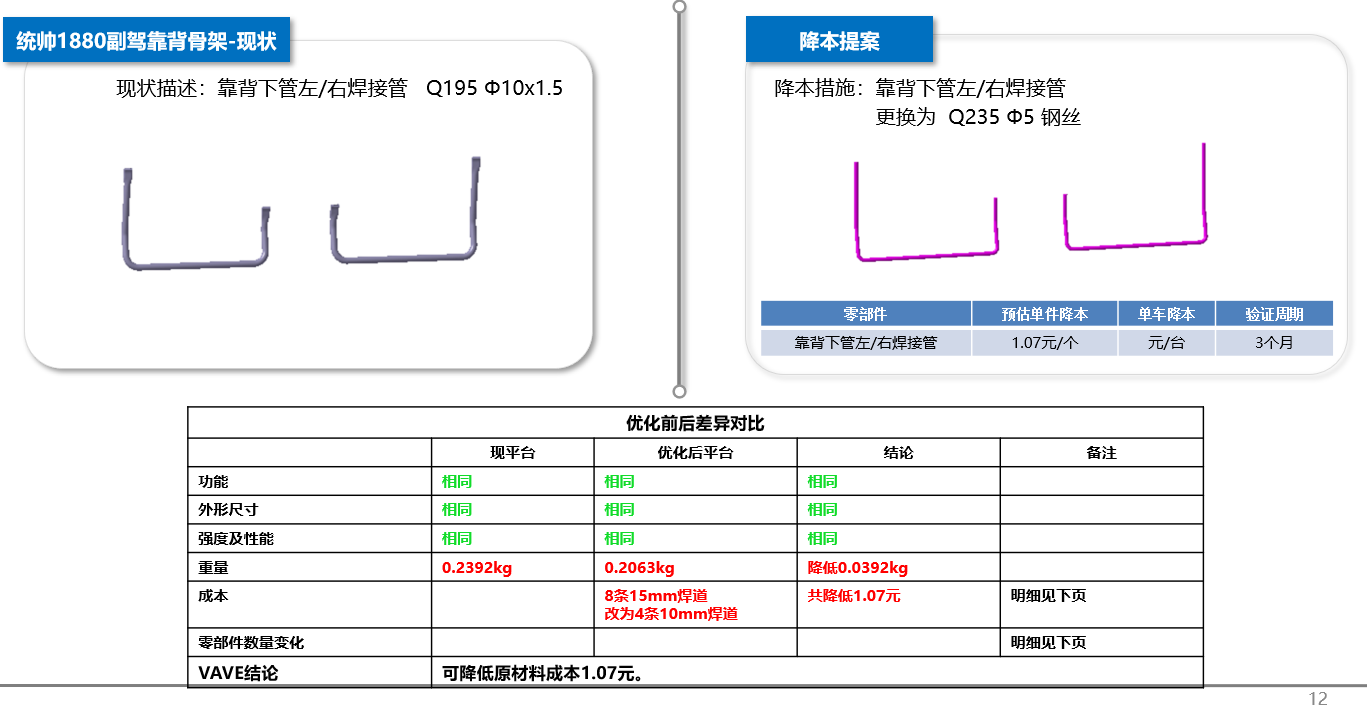 统帅1880副驾靠背骨架-现状
现状描述：靠背下管左/右焊接管 Q195 Φ10x1.5
降本提案
降本措施：靠背下管左/右焊接管
更换为 Q235 Φ5 钢丝
零部件 预估单件降本 单车降本 验证周期
靠背下管左/右焊接管 1.07元/个 元/台 3个月
优化前后差异对比
现平台 优化后平台 结论 备注
功能 相同 相同 相同
外形尺寸 相同 相同 相同
强度及性能 相同 相同 相同
重量 0.2392kg 0.2063kg 降低0.0392kg
成本 8条15mm焊道 共降低1.07元 明细见下页
改为4条10mm焊道
零部件数量变化 明细见下页
VAVE结论 可降低原材料成本1.07元。
12